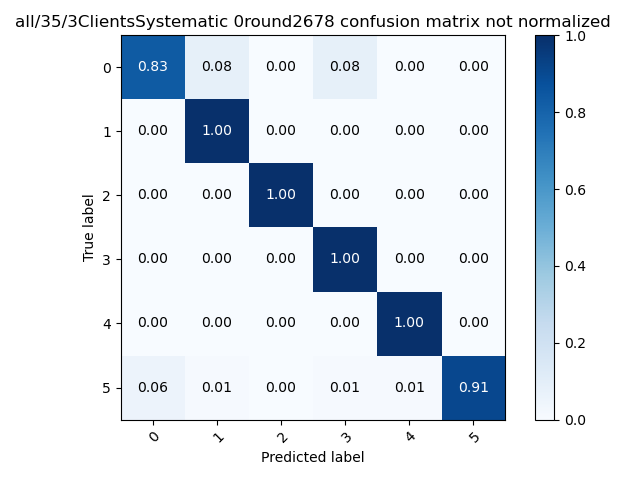 all/35/3ClientsSystematic 0round2678 confusion matrix not normalized
0 0.83 0.08 0.00 0.08 0.00 0.00
1 0.00 1.00 0.00 0.00 0.00 0.00
2 0.00 0.00 1.00 0.00 0.00 0.00
3 0.00 0.00 0.00 1.00 0.00 0.00
4 0.00 0.00 0.00 0.00 1.00 0.00
5 0.06 0.01 0.00 0.01 0.01 0.91
0 1 2 3 4 5
True label
Predicted label
1.0
0.8
0.6
0.4
0.2
0.0